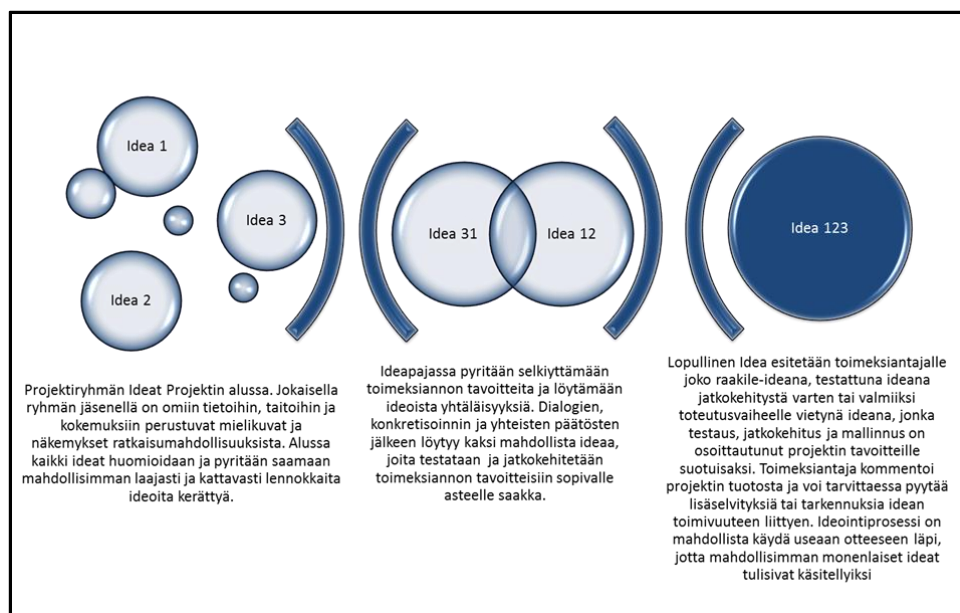 Idea 1
Idea 3
Idea 2
Idea 31
Idea 12
Idea 123
Projektiryhmän Ideat Projektin alussa. Jokaisella
ryhmän jäsenellä on omiin tietoihin, taitoihin ja
kokemuksiin perustuvat mielikuvat ja
näkemykset ratkaisumahdollisuuksista. Alussa
kaikki ideat huomioidaan ja pyritään saamaan
mahdollisimman laajasti ja kattavasti lennokkaita
ideoita kerättyä.
Ideapajassa pyritään selkiyttämään
toimeksiannon tavoitteita ja löytämään
ideoista yhtäläisyyksiä. Dialogien,
konkretisoinnin ja yhteisten päätösten
jälkeen löytyy kaksi mahdollista ideaa,
joita testataan ja jatkokehitetään
toimeksiannon tavoitteisiin sopivalle
asteelle saakka.
Lopullinen Idea esitetään toimeksiantajalle
joko raakile-ideana, testattuna ideana
jatkokehitystä varten tai valmiiksi
toteutusvaiheelle vietynä ideana, jonka
testaus, jatkokehitus ja mallinnus on
osoittautunut projektin tavoitteille
suotuisaksi. Toimeksiantaja kommentoi
projektin tuotosta ja voi tarvittaessa pyytää
lisäselvityksiä tai tarkennuksia idean
toimivuuteen liittyen. Ideointiprosessi on
mahdollista käydä useaan otteeseen läpi,
jotta mahdollisimman monenlaiset ideat
tulisivat käsitellyiksi